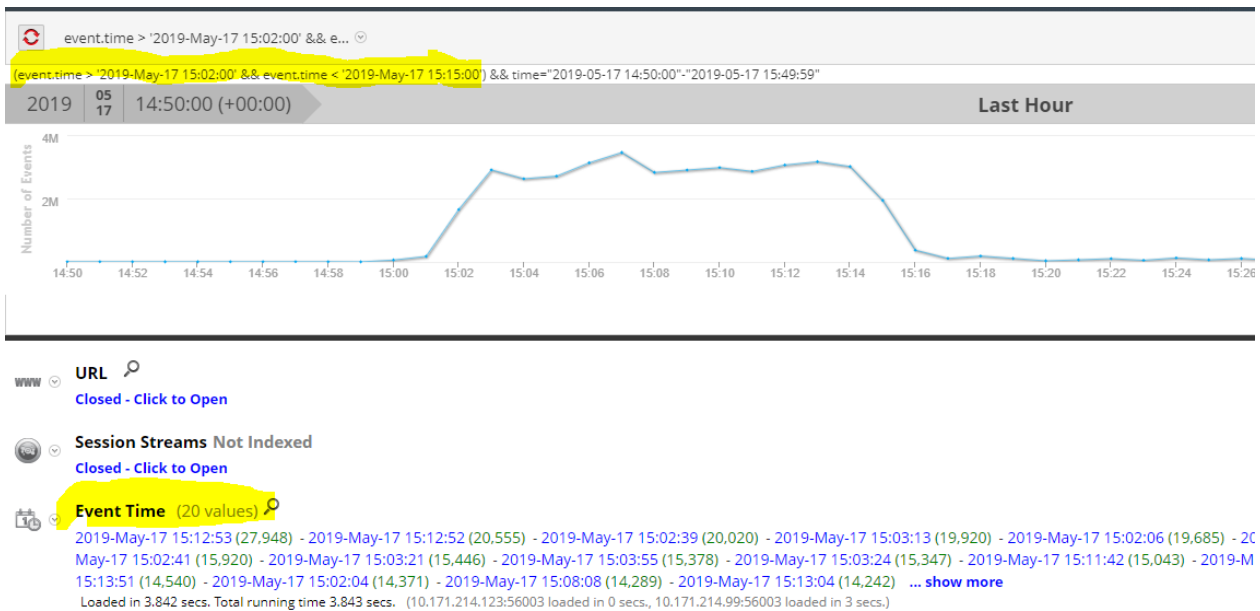 event.time > '2019-May-17 15:02:00' && e...
(event.time > '2019-May-17 15:02:00' && event.time < '2019-May-17 15:15:00') && time="2019-05-17 14:50:00"-"2019-05-17 15:49:59"
2019 05 17 14:50:00 (+00:00) Last Hour
4M
2M
Number of Events
14:50 14:52 14:54 14:56 14:58 15:00 15:02 15:04 15:06 15:08 15:10 15:12 15:14 15:16 15:18 15:20 15:22 15:24 15:26
www URL
Closed - Click to Open
Session Streams Not Indexed
Closed - Click to Open
Event Time (20 values)
2019-May-17 15:12:53 (27,948) - 2019-May-17 15:12:52 (20,555) - 2019-May-17 15:02:39 (20,020) - 2019-May-17 15:03:13 (19,920) - 2019-May-17 15:02:06 (19,685) - 20
May-17 15:02:41 (15,920) - 2019-May-17 15:03:21 (15,446) - 2019-May-17 15:03:55 (15,378) - 2019-May-17 15:03:24 (15,347) - 2019-May-17 15:11:42 (15,043) - 2019-M
15:13:51 (14,540) - 2019-May-17 15:02:04 (14,371) - 2019-May-17 15:08:08 (14,289) - 2019-May-17 15:13:04 (14,242) ... show more
Loaded in 3.842 secs. Total running time 3.843 secs. (10.171.214.123:56003 loaded in 0 secs., 10.171.214.99:56003 loaded in 3 secs.)